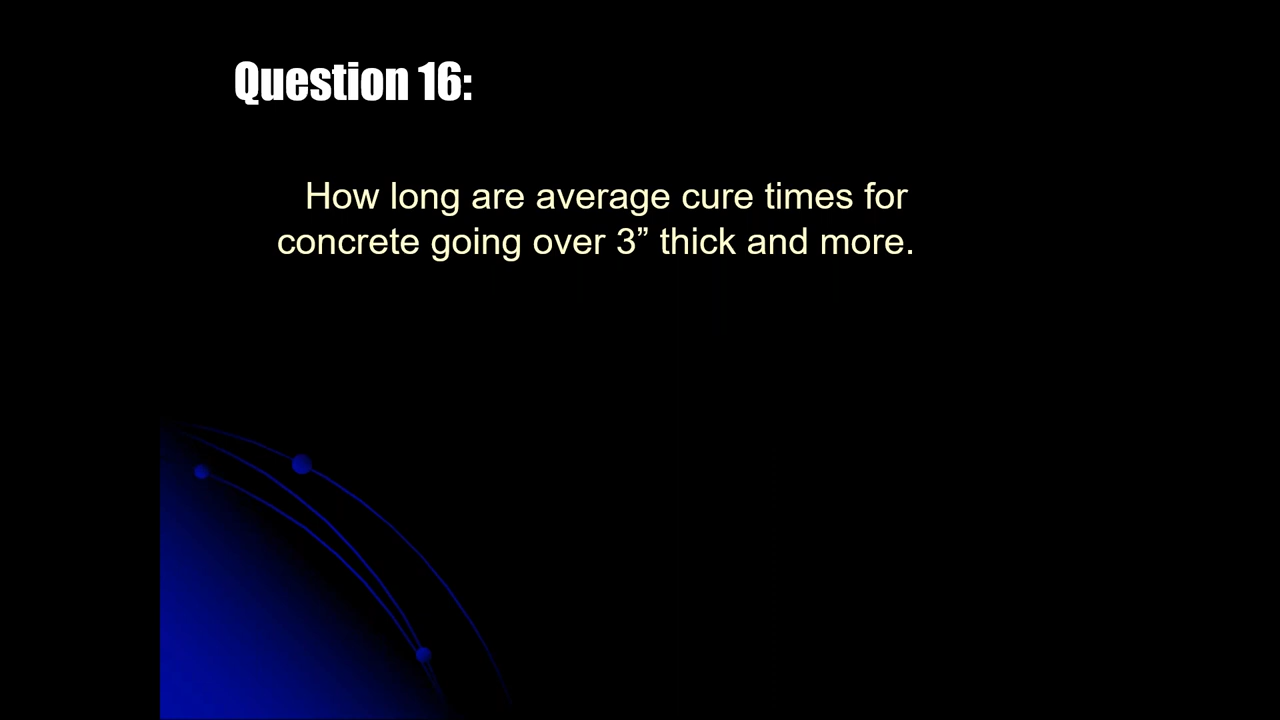 Question 16:
How long are average cure times for
concrete going over 3” thick and more.